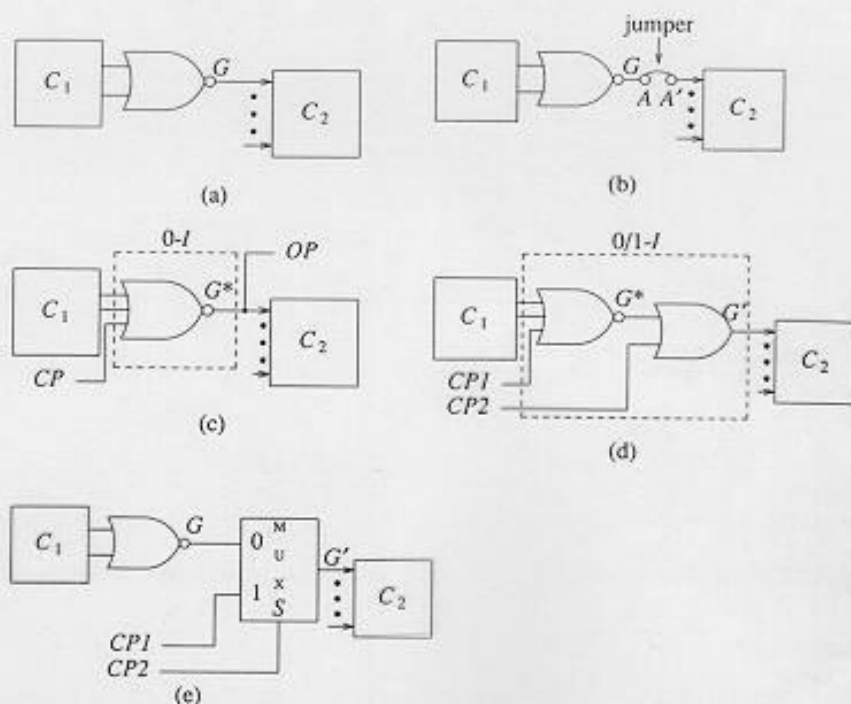 jumper
C1 G C2
(a)
C1 G A A′ C2
(b)
0-I
OP
C1 G* C2
CP
(c)
0/1-I
C1 G* G′ C2
CP1
CP2
(d)
C1 G 0 1 M U X S G′ C2
CP1
CP2
(e)